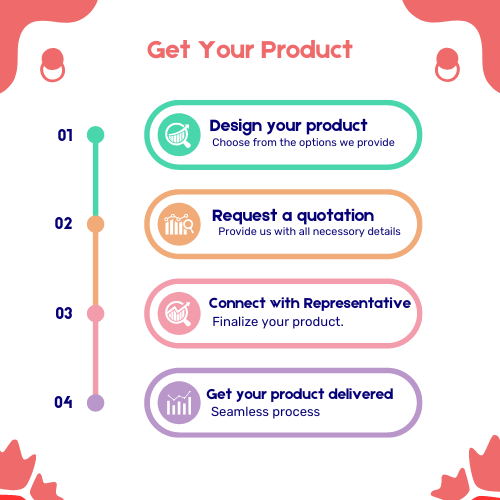 Get Your Product
01
Design your product
Choose from the options we provide
02
Request a quotation
Provide us with all necessary details
03
Connect with Representative
Finalize your product.
04
Get your product delivered
Seamless process